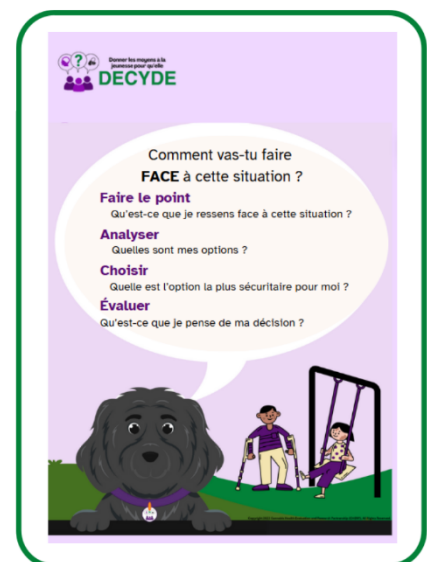 Donner les moyens à la
jeunesse pour qu'elle
DECYDE
Comment vas-tu faire
FACE à cette situation ?
Faire le point
Qu'est-ce que je ressens face à cette situation ?
Analyser
Quelles sont mes options ?
Choisir
Quelle est l'option la plus sécuritaire pour moi ?
Évaluer
Qu'est-ce que je pense de ma décision ?